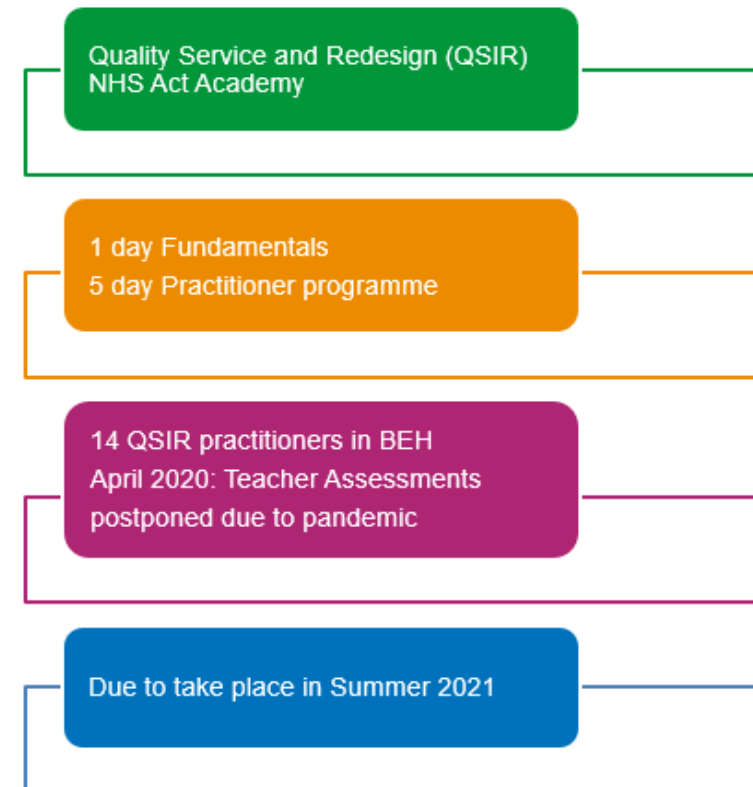 Quality Service and Redesign (QSIR)
NHS Act Academy
1 day Fundamentals
5 day Practitioner programme
14 QSIR practitioners in BEH
April 2020: Teacher Assessments
postponed due to pandemic
Due to take place in Summer 2021